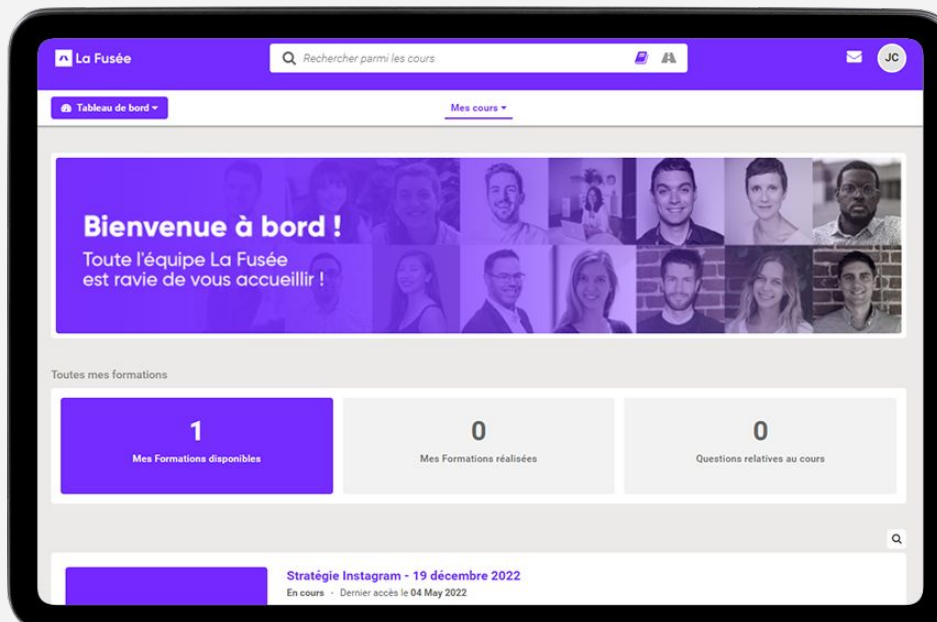 La Fusée
Rechercher parmi les cours
JC
Tableau de bord
Mes cours
Bienvenue à bord !
Toute l'équipe La Fusée
est ravie de vous accueillir !
Toutes mes formations
1
Mes Formations disponibles
0
Mes Formations réalisées
0
Questions relatives au cours
Stratégie Instagram - 19 décembre 2022
En cours · Dernier accès le 04 May 2022